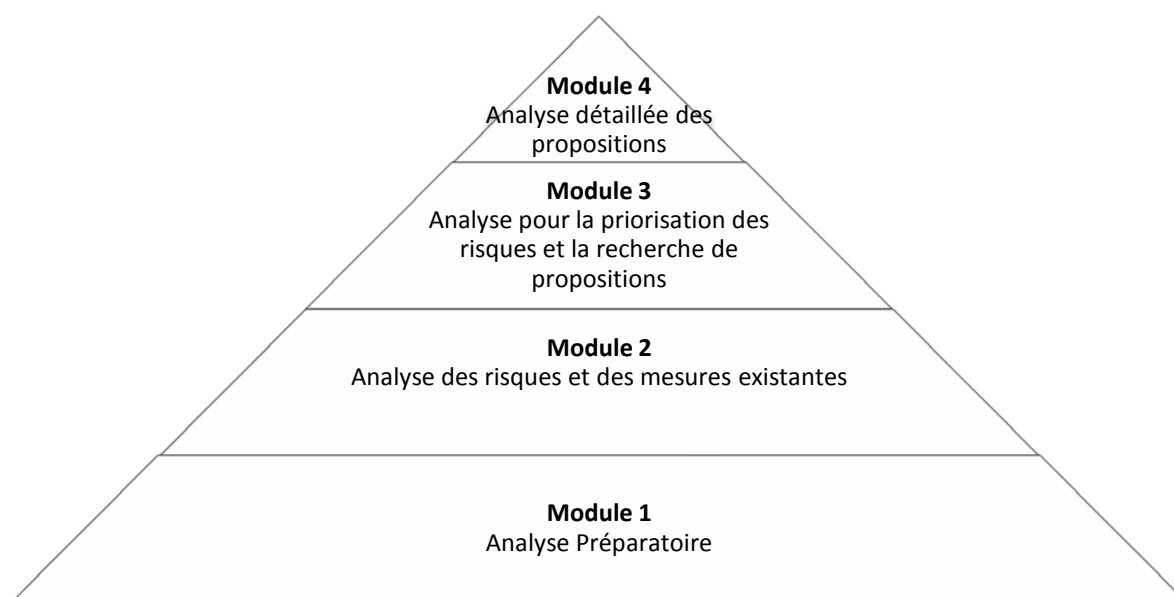 Module 4
Analyse détaillée des
propositions
Module 3
Analyse pour la priorisation des
risques et la recherche de
propositions
Module 2
Analyse des risques et des mesures existantes
Module 1
Analyse Préparatoire